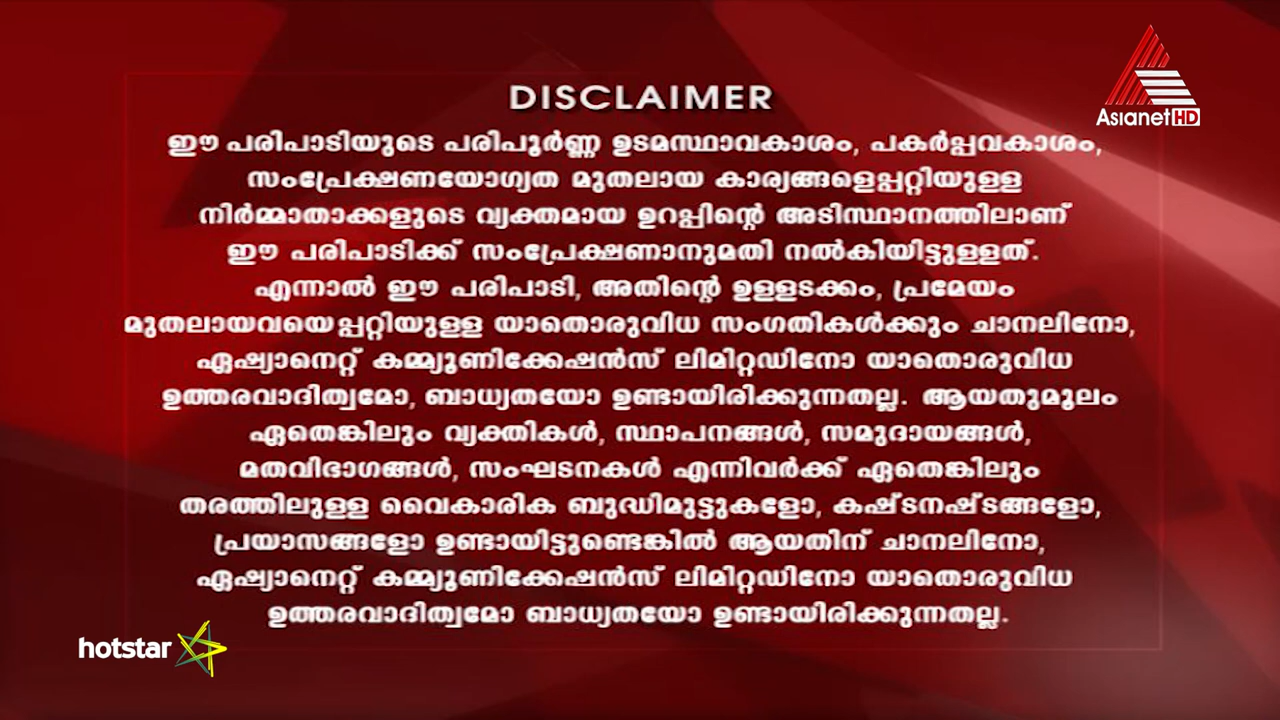 DISCLAIMER
Asianet HD
ഈ പരിപാടിയുടെ പരിപൂർണ്ണ ഉടമസ്ഥാവകാശം, പകർപ്പവകാശം,
സംപ്രേക്ഷണയോഗ്യത മുതലായ കാര്യങ്ങളെപ്പറ്റിയുള്ള
നിർമ്മാതാക്കളുടെ വ്യക്തമായ ഉറപ്പിന്റെ അടിസ്ഥാനത്തിലാണ്
ഈ പരിപാടിക്ക് സംപ്രേക്ഷണാനുമതി നൽകിയിട്ടുള്ളത്.
എന്നാൽ ഈ പരിപാടി, അതിന്റെ ഉള്ളടക്കം, പ്രമേയം
മുതലായവയെപ്പറ്റിയുള്ള യാതൊരുവിധ സംഗതികൾക്കും ചാനലിനോ,
ഏഷ്യാനെറ്റ് കമ്മ്യൂണിക്കേഷൻസ് ലിമിറ്റഡിനോ യാതൊരുവിധ
ഉത്തരവാദിത്വമോ, ബാധ്യതയോ ഉണ്ടായിരിക്കുന്നതല്ല. ആയതുമൂലം
ഏതെങ്കിലും വ്യക്തികൾ, സ്ഥാപനങ്ങൾ, സമുദായങ്ങൾ,
മതവിഭാഗങ്ങൾ, സംഘടനകൾ എന്നിവർക്ക് ഏതെങ്കിലും
തരത്തിലുള്ള വൈകാരിക ബുദ്ധിമുട്ടുകളോ, കഷ്ടനഷ്ടങ്ങളോ,
പ്രയാസങ്ങളോ ഉണ്ടായിട്ടുണ്ടെങ്കിൽ ആയതിന് ചാനലിനോ,
ഏഷ്യാനെറ്റ് കമ്മ്യൂണിക്കേഷൻസ് ലിമിറ്റഡിനോ യാതൊരുവിധ
ഉത്തരവാദിത്വമോ ബാധ്യതയോ ഉണ്ടായിരിക്കുന്നതല്ല.
hotstar